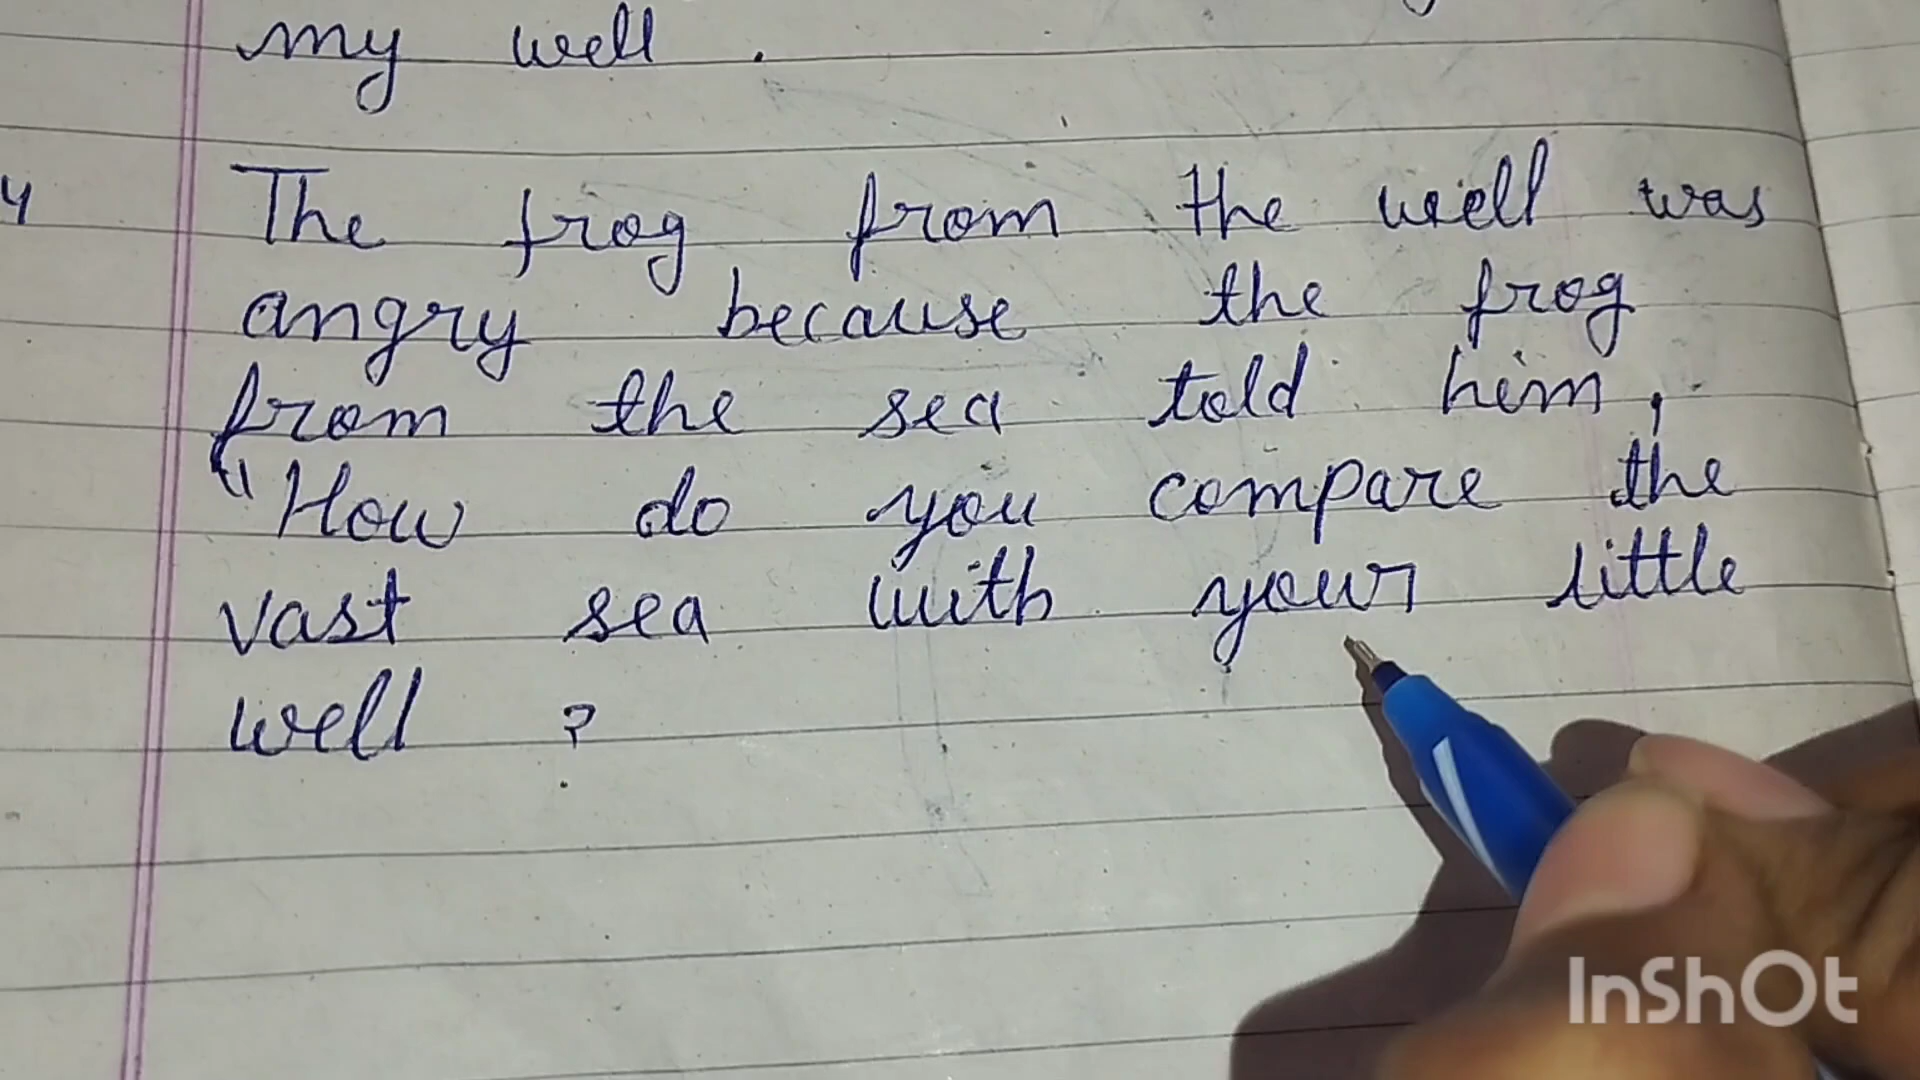 my well .
4 The frog from the well was
angry because the frog
from the sea told him,
"How do you compare the
vast sea with your little
well ?
InShOt